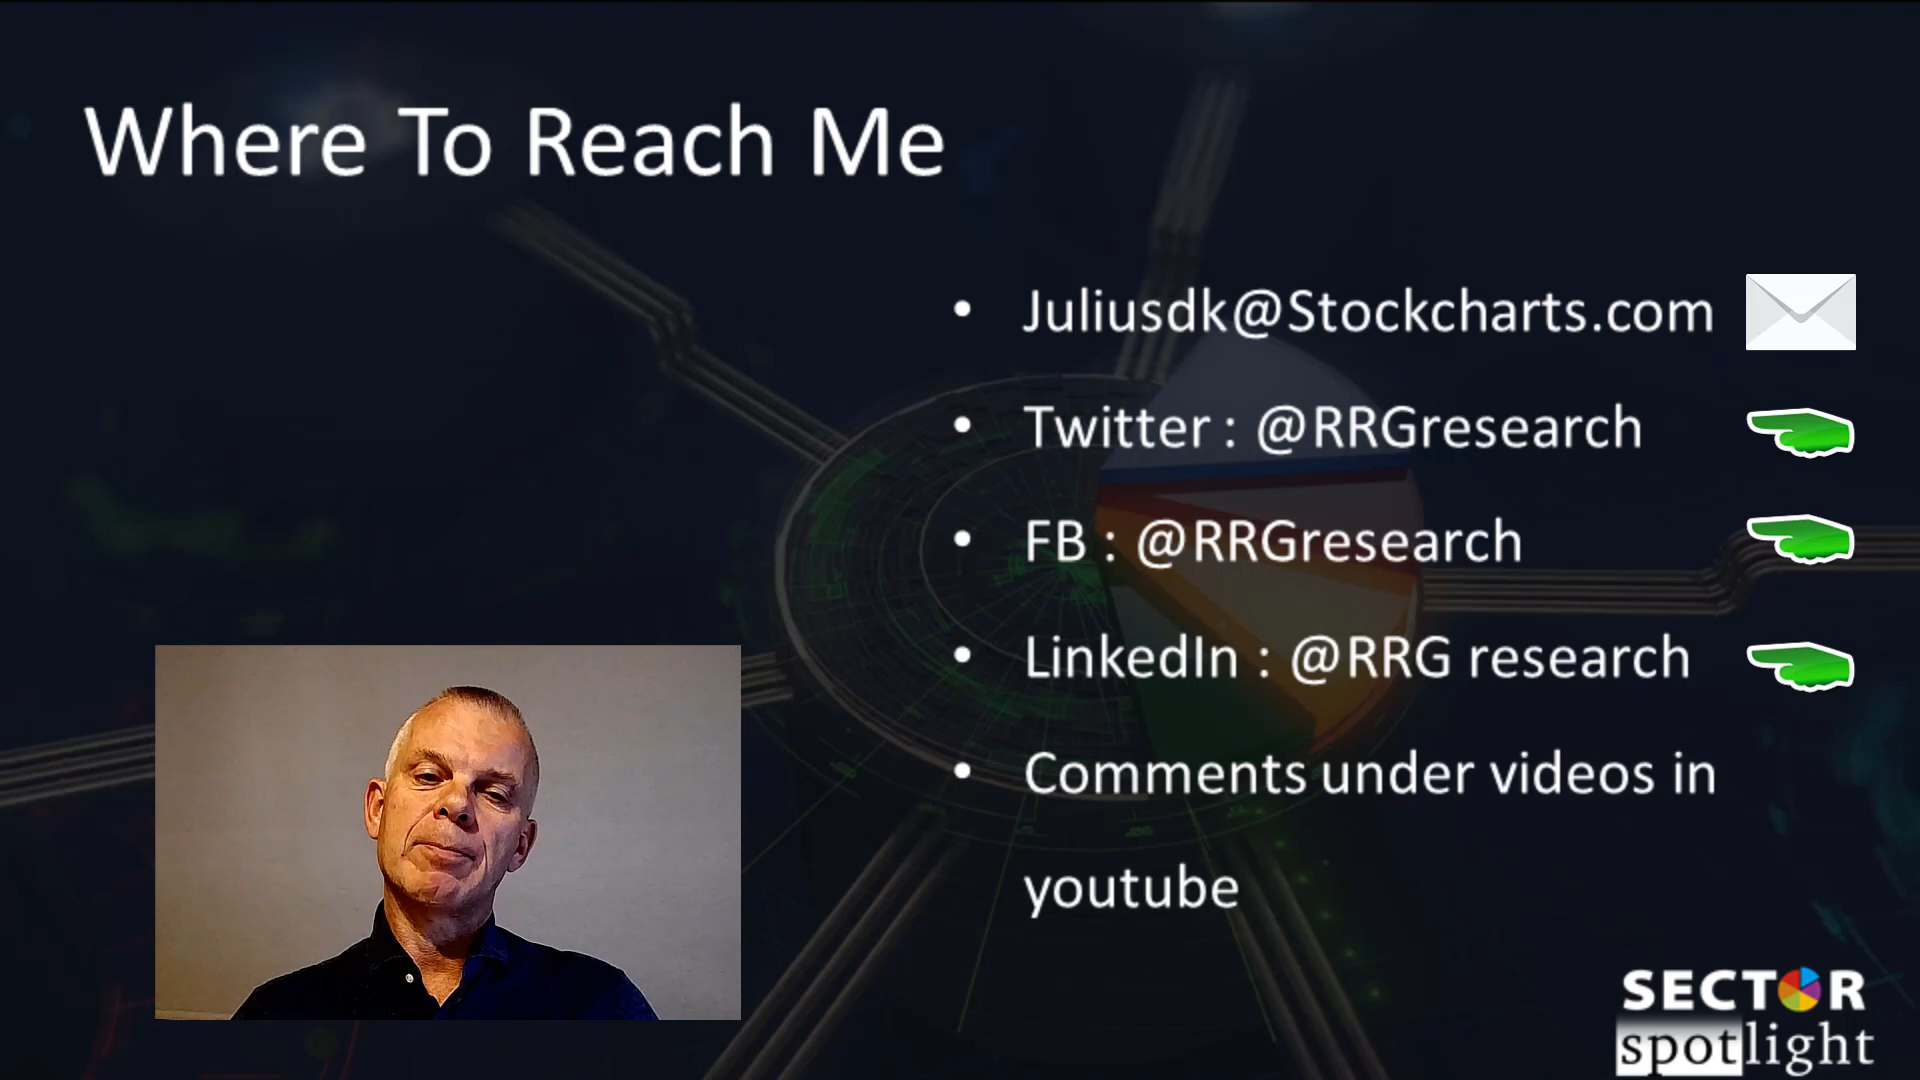 Where To Reach Me
• Juliusdk@Stockcharts.com
• Twitter : @RRGresearch
• FB : @RRGresearch
• LinkedIn : @RRG research
• Comments under videos in
youtube
SECTOR
spotlight